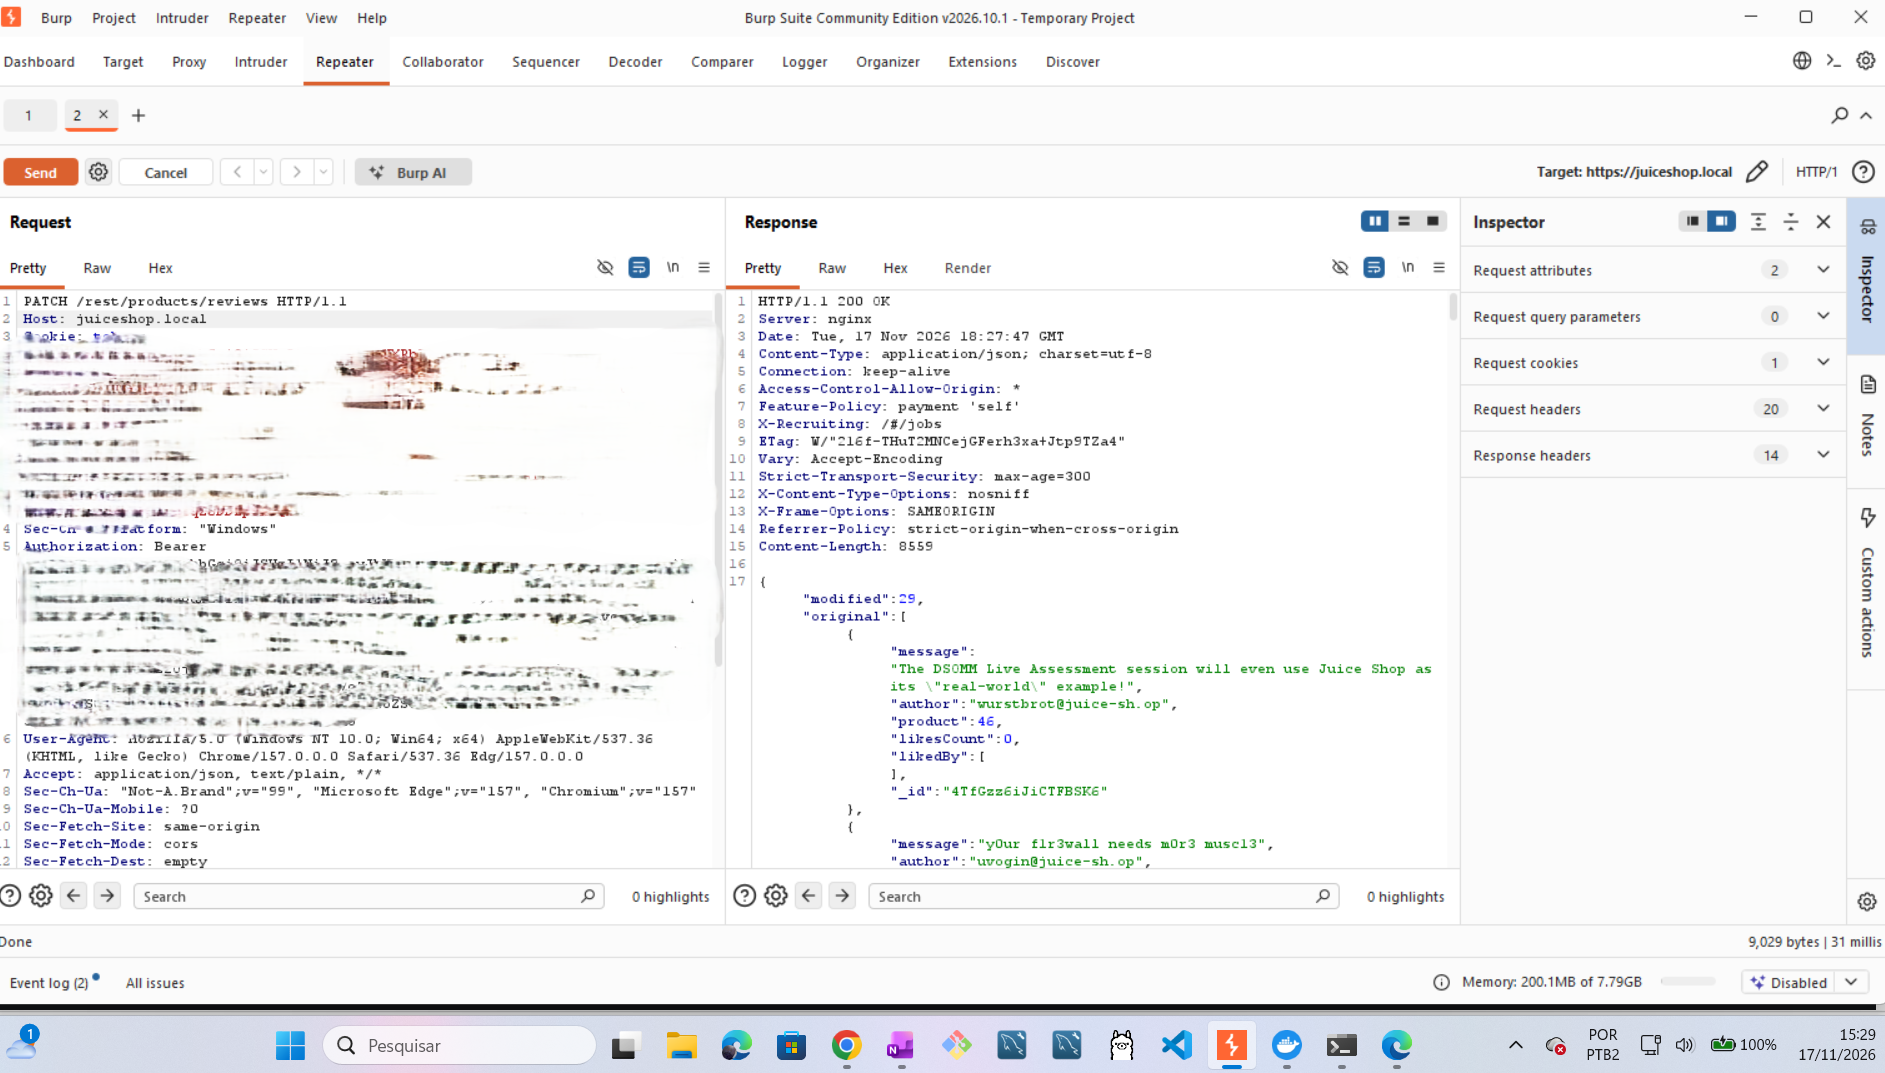 Burp Project Intruder Repeater View Help
Burp Suite Community Edition v2026.10.1 - Temporary Project
Dashboard Target Proxy Intruder Repeater Collaborator Sequencer Decoder Comparer Logger Organizer Extensions Discover
1 2
Send Cancel Burp AI
Target: https://juiceshop.local HTTP/1
Request
Pretty Raw Hex \n
1 PATCH /rest/products/reviews HTTP/1.1
2 Host: juiceshop.local
3
4 "Windows"
5 Authorization: Bearer
6 User-Agent: Mozilla/5.0 (Windows NT 10.0; Win64; x64) AppleWebKit/537.36
(KHTML, like Gecko) Chrome/157.0.0.0 Safari/537.36 Edg/157.0.0.0
7 Accept: application/json, text/plain, */*
8 Sec-Ch-Ua: "Not-A.Brand";v="99", "Microsoft Edge";v="157", "Chromium";v="157"
9 Sec-Ch-Ua-Mobile: ?0
0 Sec-Fetch-Site: same-origin
1 Sec-Fetch-Mode: cors
2 Sec-Fetch-Dest: empty
Search
0 highlights
Response
Pretty Raw Hex Render \n
1 HTTP/1.1 200 OK
2 Server: nginx
3 Date: Tue, 17 Nov 2026 18:27:47 GMT
4 Content-Type: application/json; charset=utf-8
5 Connection: keep-alive
6 Access-Control-Allow-Origin: *
7 Feature-Policy: payment 'self'
8 X-Recruiting: /#/jobs
9 ETag: W/"216f-THuT2MNCejGFerh3xa+Jtp9TZa4"
10 Vary: Accept-Encoding
11 Strict-Transport-Security: max-age=300
12 X-Content-Type-Options: nosniff
13 X-Frame-Options: SAMEORIGIN
14 Referrer-Policy: strict-origin-when-cross-origin
15 Content-Length: 8559
16
17 {
"modified":29,
"original":[
{
"message":
"The DSOMM Live Assessment session will even use Juice Shop as
its \"real-world\" example!",
"author":"wurstbrot@juice-sh.op",
"product":46,
"likesCount":0,
"likedBy":[
],
"_id":"4TfGzz6iJiCTFBSK6"
},
{
"message":"y0ur f1r3wall needs m0r3 musc13",
"author":"uvogin@juice-sh.op",
Search
0 highlights
Inspector
Request attributes 2
Request query parameters 0
Request cookies 1
Request headers 20
Response headers 14
Inspector
Notes
Custom actions
Done
9,029 bytes | 31 millis
Event log (2) All issues
Memory: 200.1MB of 7.79GB
Disabled
1
Pesquisar
POR
PTB2
100%
15:29
17/11/2026